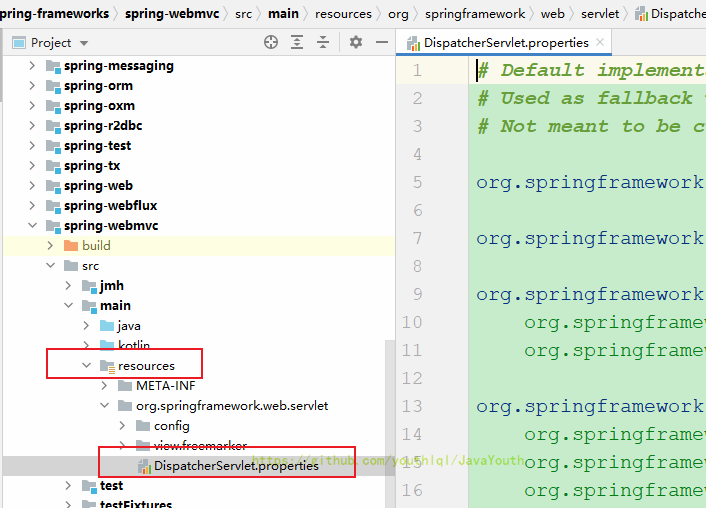 pring-frameworks spring-webmvc src main resources org springframework web servlet Dispatche
Project
DispatcherServlet.properties
spring-messaging
spring-orm
spring-oxm
spring-r2dbc
spring-test
spring-tx
spring-web
spring-webflux
spring-webmvc
build
src
jmh
main
java
kotlin
resources
META-INF
org.springframework.web.servlet
config
view.freemarker
DispatcherServlet.properties
test
testFixtures
1 # Default implement
2 # Used as fallback
3 # Not meant to be c
4
5 org.springframework
6
7 org.springframework
8
9 org.springframework
10 org.springframew
11 org.springframew
12
13 org.springframework
14 org.springframew
15 org.springframew
16 org.springframew
https://github.com/youthlql/JavaYouth